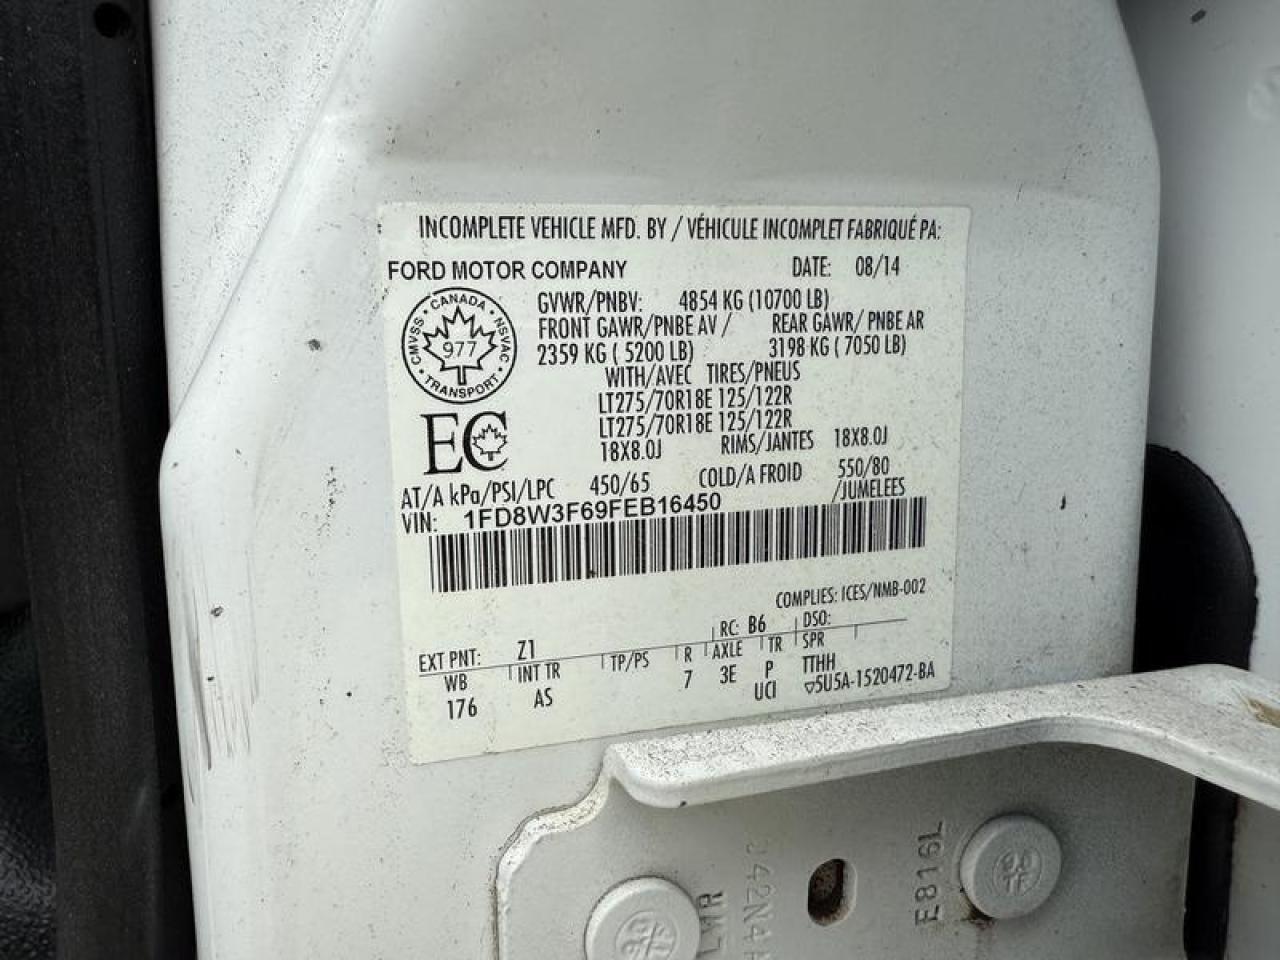 INCOMPLETE VEHICLE MFD. BY / VÉHICULE INCOMPLET FABRIQUÉ PA:
FORD MOTOR COMPANY DATE: 08/14
GVWR/PNBV: 4854 KG (10700 LB)
FRONT GAWR/PNBE AV / REAR GAWR/ PNBE AR
2359 KG ( 5200 LB) 3198 KG ( 7050 LB)
WITH/AVEC TIRES/PNEUS
LT275/70R18E 125/122R
LT275/70R18E 125/122R
18X8.0J RIMS/JANTES 18X8.0J
AT/A kPa/PSI/LPC 450/65 COLD/A FROID 550/80
/JUMELEES
VIN: 1FD8W3F69FEB16450
CANADA
CMVSS NSVAC
977
TRANSPORT
EC
COMPLIES: ICES/NMB-002
EXT PNT: Z1 RC: B6 DSO:
WB INT TR TP/PS R AXLE TR SPR
176 AS 7 3E P TTHH
UCI ▽5U5A-1520472-BA
E816L
LWR